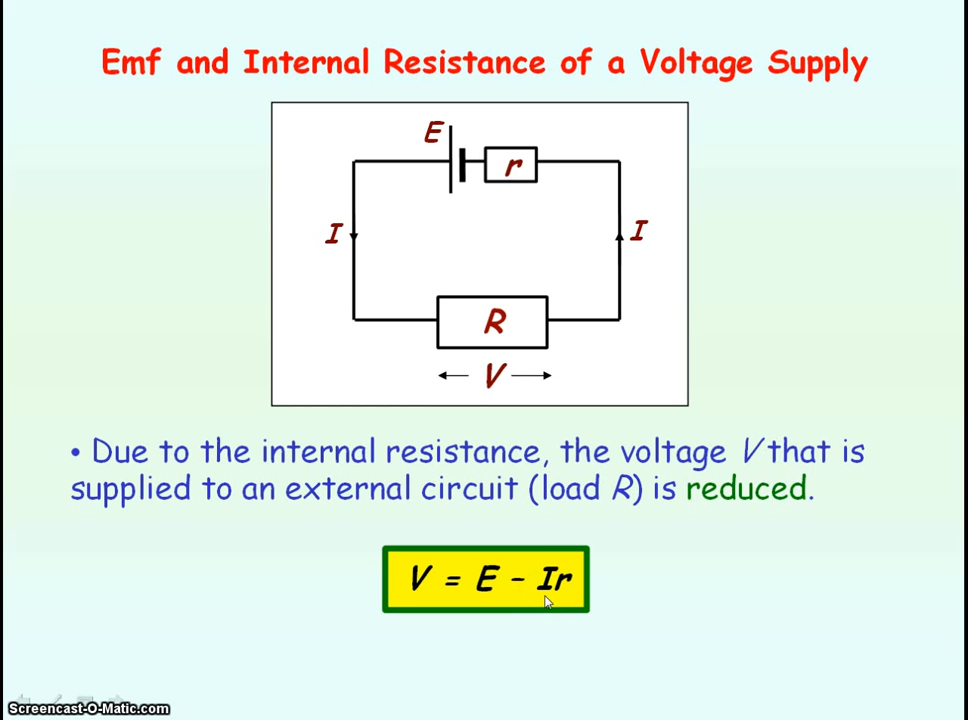 Emf and Internal Resistance of a Voltage Supply
E
r
I
I
R
V
• Due to the internal resistance, the voltage V that is
supplied to an external circuit (load R) is reduced.
V = E - Ir
Screencast-O-Matic.com